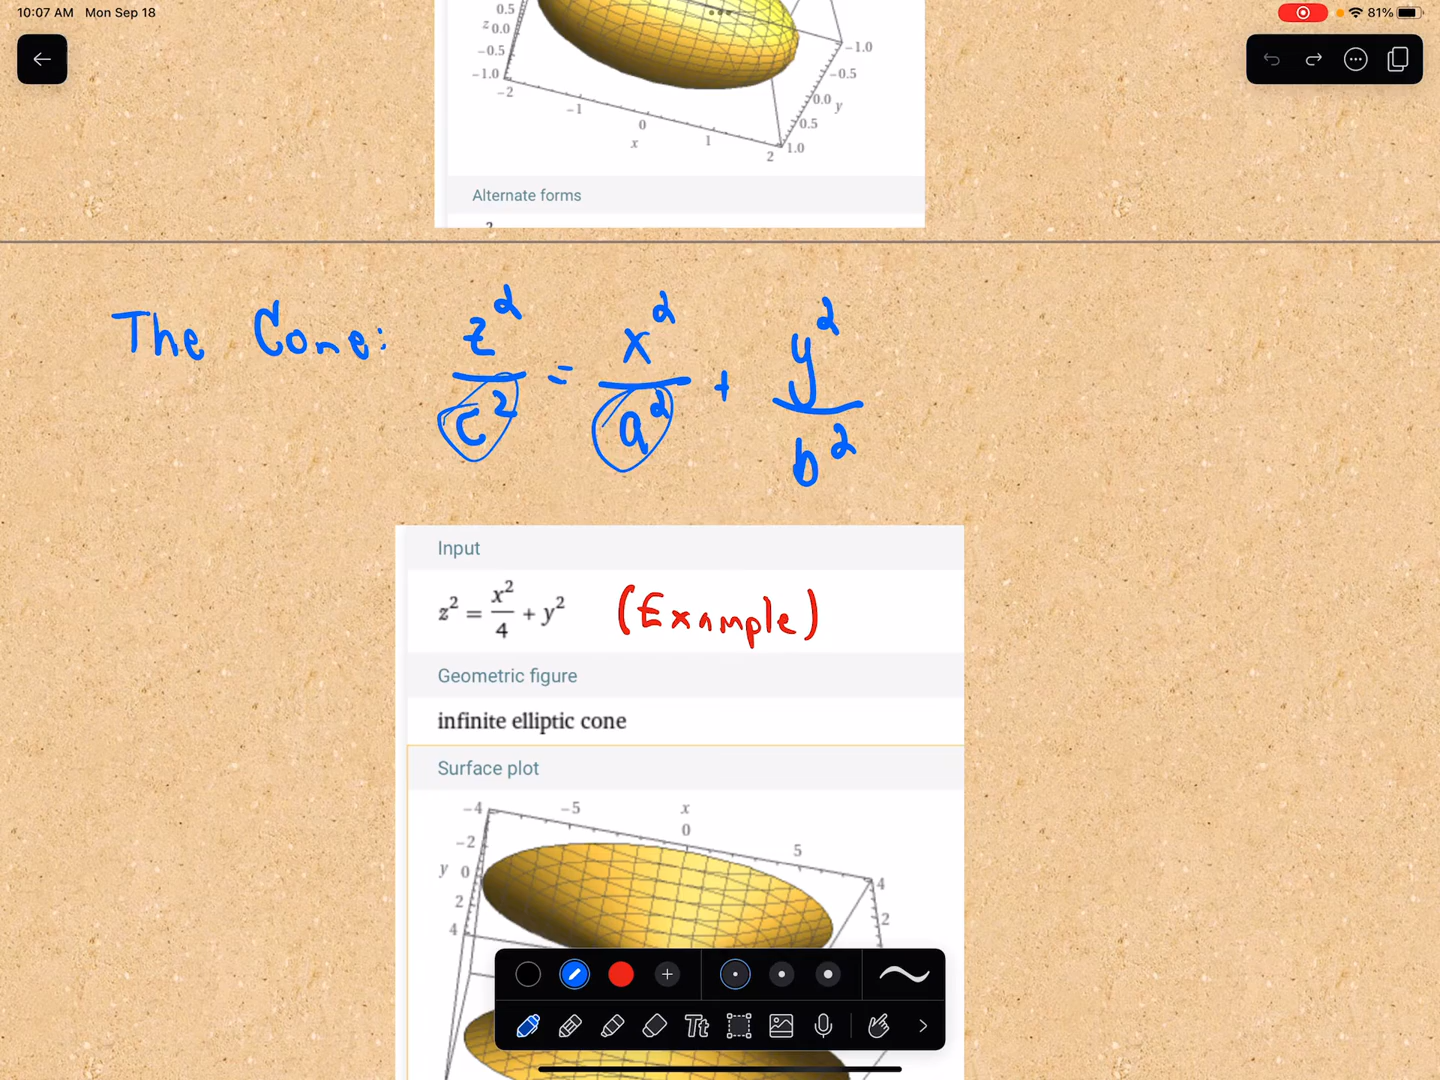 10:07 AM Mon Sep 18
81%
0.5
z 0.0
-0.5
-1.0
-2
-1
0
1
2
x
-1.0
-0.5
0.0 y
0.5
1.0
Alternate forms
2
The Cone: z²/c² = x²/a² + y²/b²
Input
z² = x²/4 + y² (Example)
Geometric figure
infinite elliptic cone
Surface plot
-4 -5 x
0
5
-2
y 0
2
4
4
2
Tt